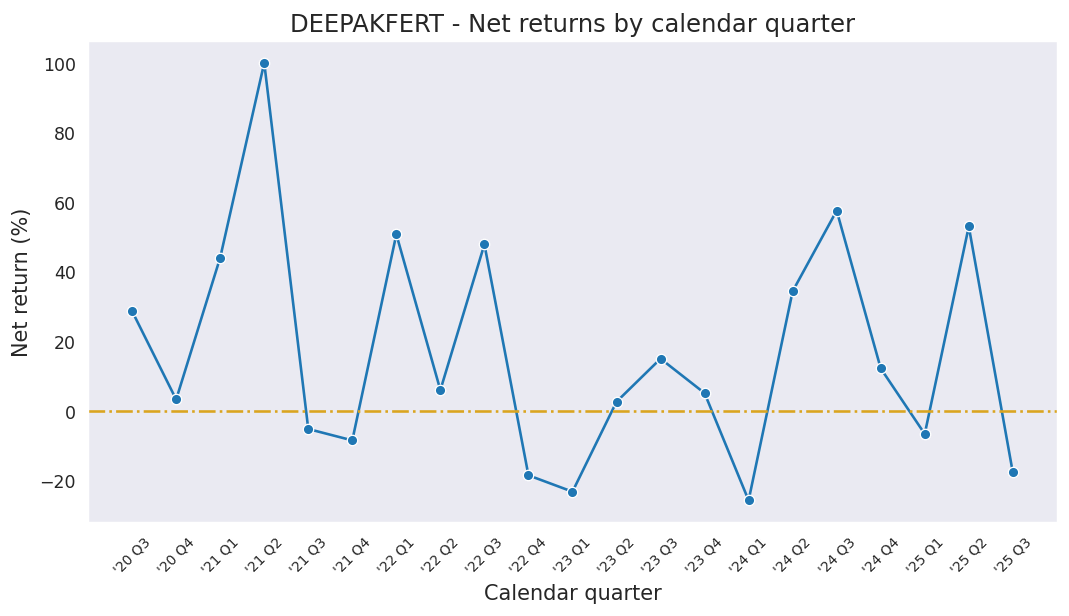 DEEPAKFERT - Net returns by calendar quarter
Net return (%)
100
80
60
40
20
0
−20
'20 Q3
'20 Q4
'21 Q1
'21 Q2
'21 Q3
'21 Q4
'22 Q1
'22 Q2
'22 Q3
'22 Q4
'23 Q1
'23 Q2
'23 Q3
'23 Q4
'24 Q1
'24 Q2
'24 Q3
'24 Q4
'25 Q1
'25 Q2
'25 Q3
Calendar quarter